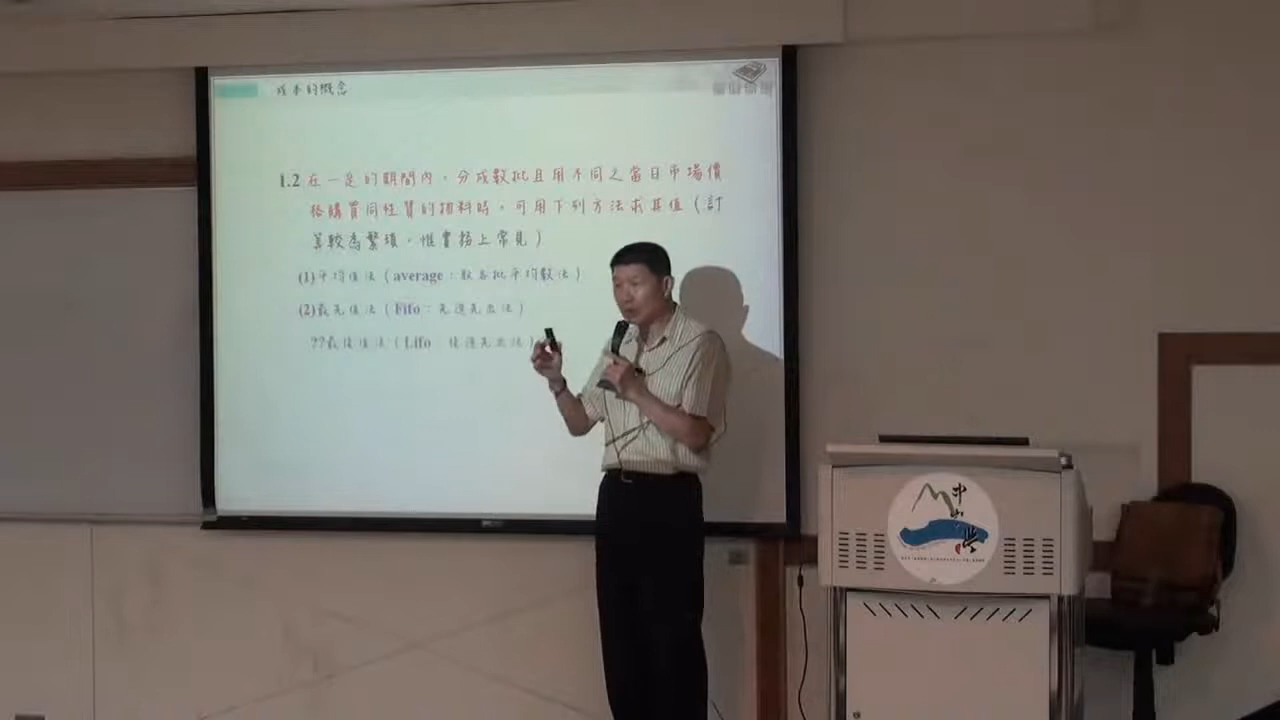 成本的概念
1.2 在一定的期間內，分成數批且用不同之當日市場價
格購買同性質的物料時，可用下列方法求其值（計
算較為繁瑣，惟實務上常見）
(1)平均值法（average：取各批平均數法）
(2)最先值法（Fifo：先進先出法）
??最後值法（Lifo 後進先出法）
中山